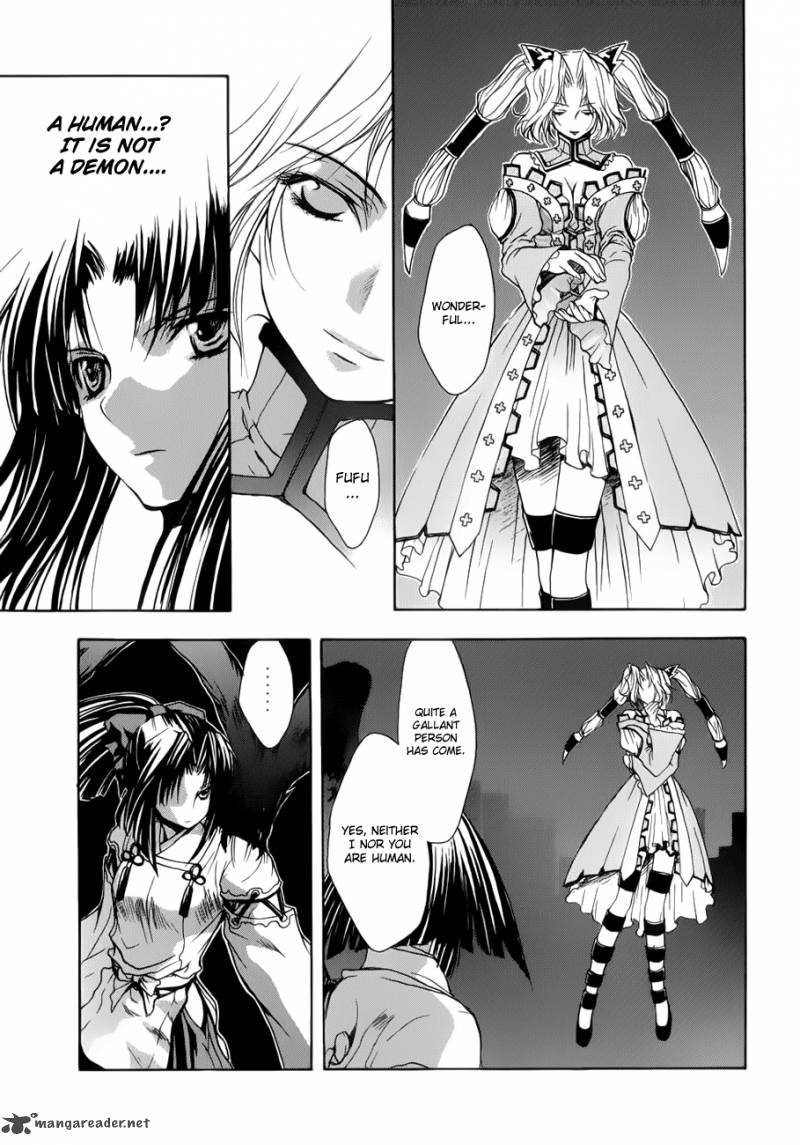 WONDER-
FUL...
FUFU
...
A HUMAN...?
IT IS NOT
A DEMON....
QUITE A
GALLANT
PERSON
HAS COME.
YES, NEITHER
I NOR YOU
ARE HUMAN.
......
mangareader.net